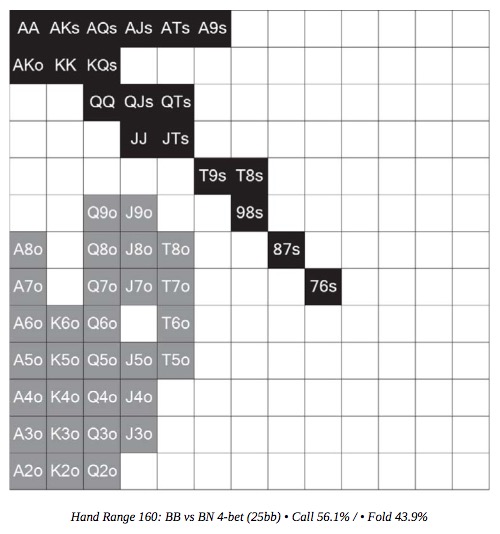 AA AKs AQs AJs ATs A9s
AKo KK KQs
QQ QJs QTs
JJ JTs
T9s T8s
Q9o J9o 98s
A8o Q8o J8o T8o 87s
A7o Q7o J7o T7o 76s
A6o K6o Q6o T6o
A5o K5o Q5o J5o T5o
A4o K4o Q4o J4o
A3o K3o Q3o J3o
A2o K2o Q2o
Hand Range 160: BB vs BN 4-bet (25bb) • Call 56.1% / • Fold 43.9%